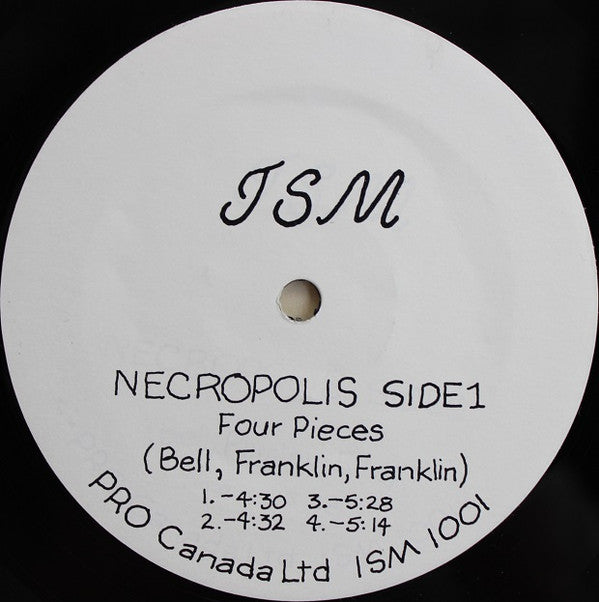 ISM
NECROPOLIS SIDE1
Four Pieces
(Bell, Franklin, Franklin)
1.-4:30 3.-5:28
2.-4:32 4.-5:14
PRO Canada Ltd ISM 1001